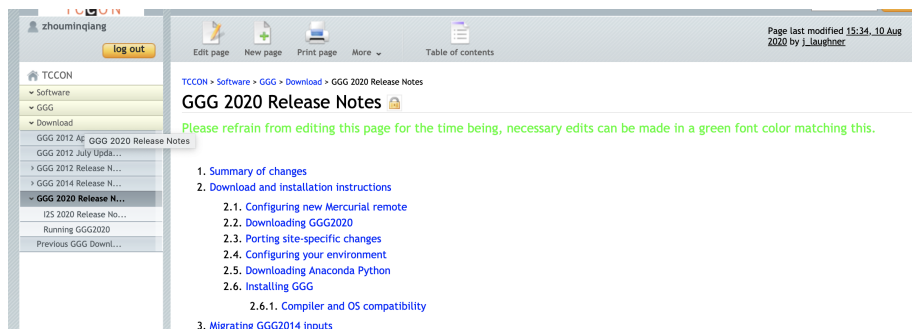 TCCON
zhouminqiang
log out
Edit page
New page
Print page
More
Table of contents
Page last modified 15:34, 10 Aug
2020 by j_laughner
TCCON
Software
GGG
Download
GGG 2012 Ap
GGG 2020 Release Notes
GGG 2012 July Upda...
GGG 2012 Release N...
GGG 2014 Release N...
GGG 2020 Release N...
I2S 2020 Release No...
Running GGG2020
Previous GGG Downl...
TCCON > Software > GGG > Download > GGG 2020 Release Notes
GGG 2020 Release Notes
Please refrain from editing this page for the time being, necessary edits can be made in a green font color matching this.
1. Summary of changes
2. Download and installation instructions
2.1. Configuring new Mercurial remote
2.2. Downloading GGG2020
2.3. Porting site-specific changes
2.4. Configuring your environment
2.5. Downloading Anaconda Python
2.6. Installing GGG
2.6.1. Compiler and OS compatibility
3. Migrating GGG2014 inputs